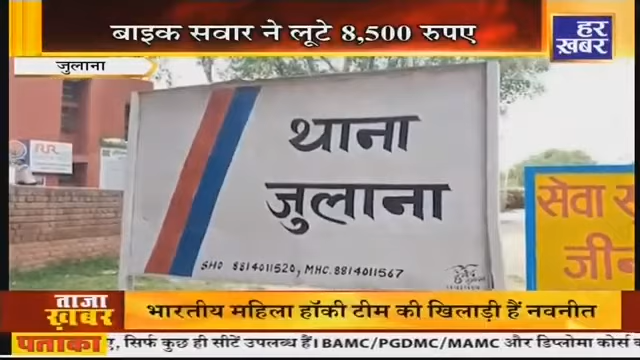 बाइक सवार ने लूटे 8,500 रुपए
हर
ख़बर
जुलाना
थाना
जुलाना
SHO 8814011520, MHC. 8814011567
सेवा
जीव
ताजा
ख़बर
भारतीय महिला हॉकी टीम की खिलाड़ी हैं नवनीत
पताका
सिर्फ कुछ ही सीटें उपलब्ध हैं। BAMC/PGDMC/MAMC और डिप्लोमा कोर्स